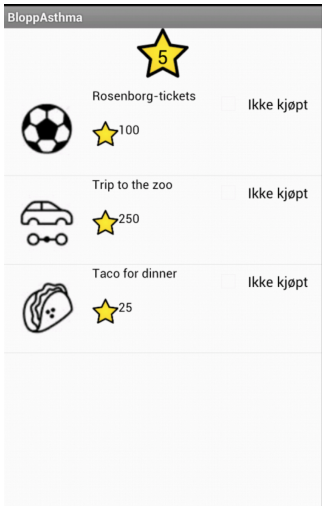 BloppAsthma
5
Rosenborg-tickets
Ikke kjøpt
100
Trip to the zoo
Ikke kjøpt
250
Taco for dinner
Ikke kjøpt
25